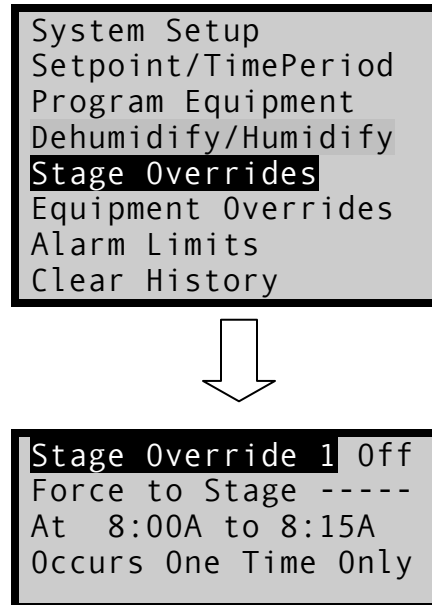 System Setup
Setpoint/TimePeriod
Program Equipment
Dehumidify/Humidify
Stage Overrides
Equipment Overrides
Alarm Limits
Clear History
Stage Override 1 Off
Force to Stage -----
At  8:00A to 8:15A
Occurs One Time Only